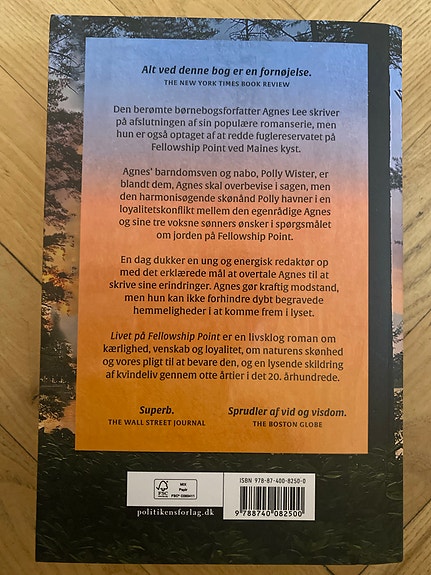 Alt ved denne bog er en fornøjelse.
THE NEW YORK TIMES BOOK REVIEW
Den berømte børnebogsforfatter Agnes Lee skriver
på afslutningen af sin populære romanserie, men
hun er også optaget af at redde fuglereservatet på
Fellowship Point ved Maines kyst.
Agnes' barndomsven og nabo, Polly Wister, er
blandt dem, Agnes skal overbevise i sagen, men
den harmonisøgende skønånd Polly havner i en
loyalitetskonflikt mellem den egenrådige Agnes
og sine tre voksne sønners ønsker i spørgsmålet
om jorden på Fellowship Point.
En dag dukker en ung og energisk redaktør op
med det erklærede mål at overtale Agnes til at
skrive sine erindringer. Agnes gør kraftig modstand,
men hun kan ikke forhindre dybt begravede
hemmeligheder i at komme frem i lyset.
Livet på Fellowship Point er en livsklog roman om
kærlighed, venskab og loyalitet, om naturens skønhed
og vores pligt til at bevare den, og en lysende skildring
af kvindeliv gennem otte årtier i det 20. århundrede.
Superb.
THE WALL STREET JOURNAL
Sprudler af vid og visdom.
THE BOSTON GLOBE
FSC
MIX
Papir
politikensforlag.dk
ISBN 978-87-400-8250-0
9 788740 082500